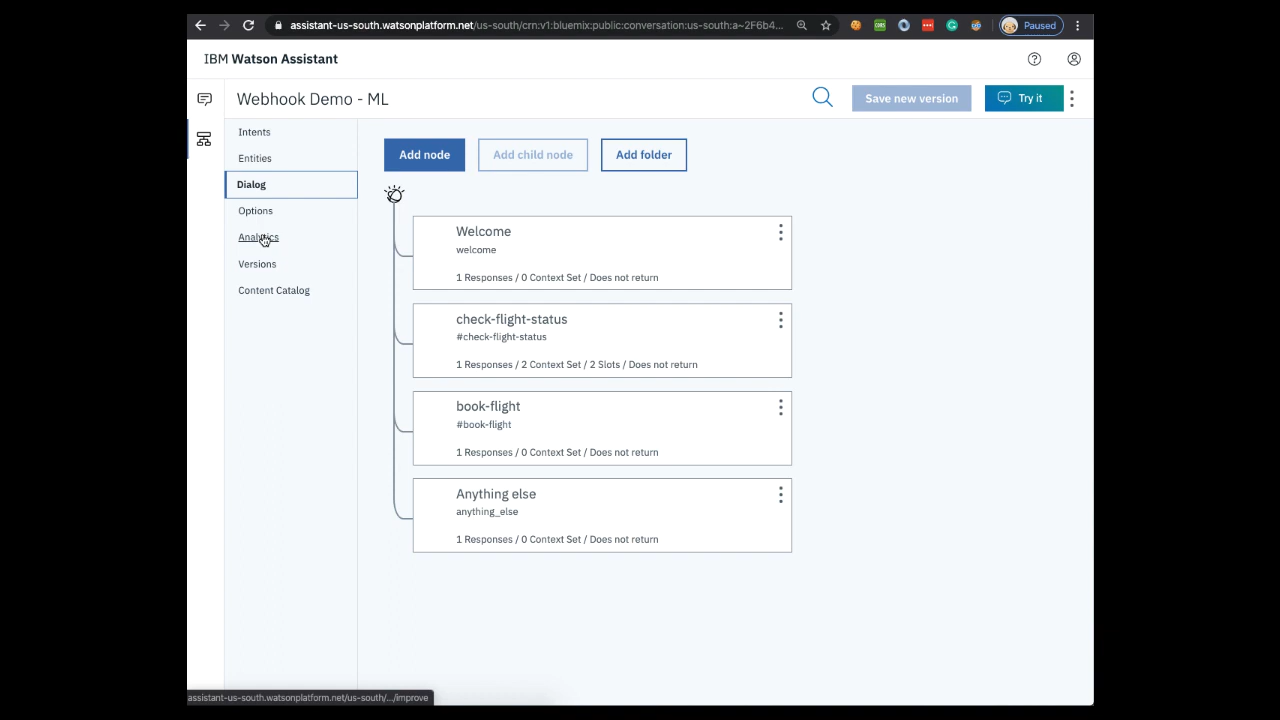 assistant-us-south.watsonplatform.net/us-south/crn:v1:bluemix:public:conversation:us-south:a~2F6b4...
Paused
IBM Watson Assistant
Webhook Demo - ML
Save new version
Try it
Intents
Entities
Dialog
Options
Analytics
Versions
Content Catalog
Add node
Add child node
Add folder
Welcome
welcome
1 Responses / 0 Context Set / Does not return
check-flight-status
#check-flight-status
1 Responses / 2 Context Set / 2 Slots / Does not return
book-flight
#book-flight
1 Responses / 0 Context Set / Does not return
Anything else
anything_else
1 Responses / 0 Context Set / Does not return
assistant-us-south.watsonplatform.net/us-south/.../improve